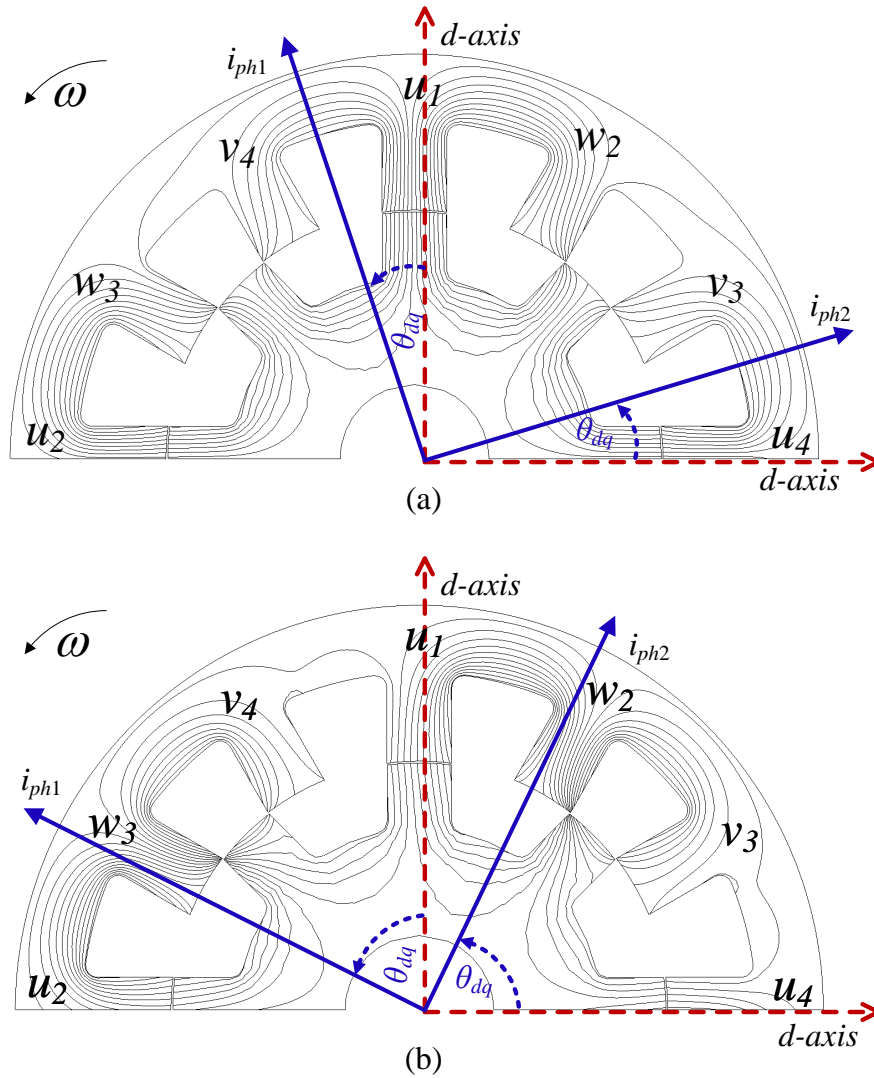 d-axis
i_ph1
ω
u_1
v_4
w_2
w_3
v_3
i_ph2
θ_dq
θ_dq
u_2
u_4
d-axis
(a)
d-axis
ω
u_1
i_ph2
v_4
w_2
i_ph1
w_3
v_3
θ_dq
θ_dq
u_2
u_4
d-axis
(b)